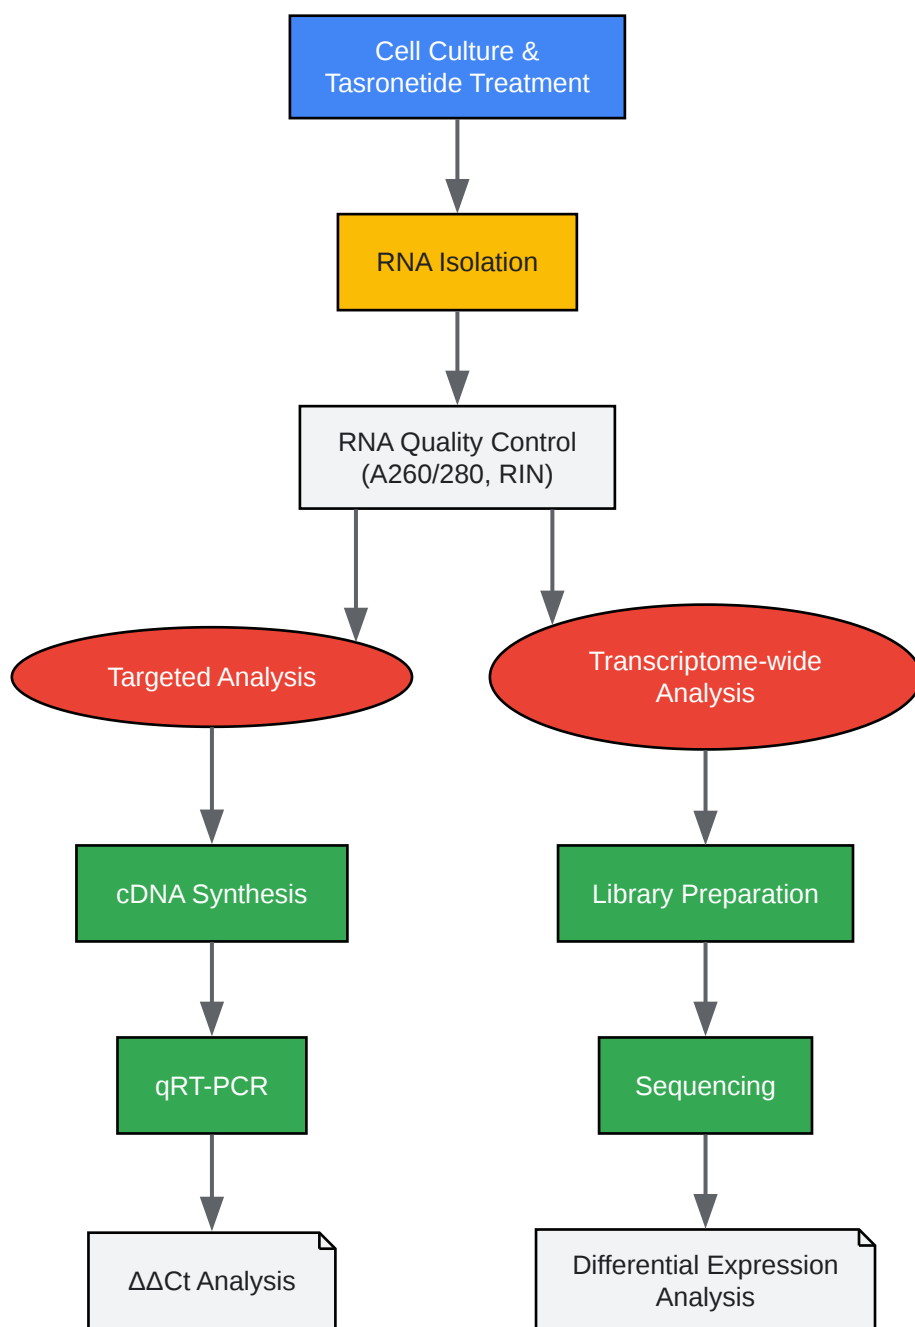 Cell Culture &
Tasronetide Treatment
RNA Isolation
RNA Quality Control
(A260/280, RIN)
Targeted Analysis
Transcriptome-wide
Analysis
cDNA Synthesis
Library Preparation
qRT-PCR
Sequencing
ΔΔCt Analysis
Differential Expression
Analysis